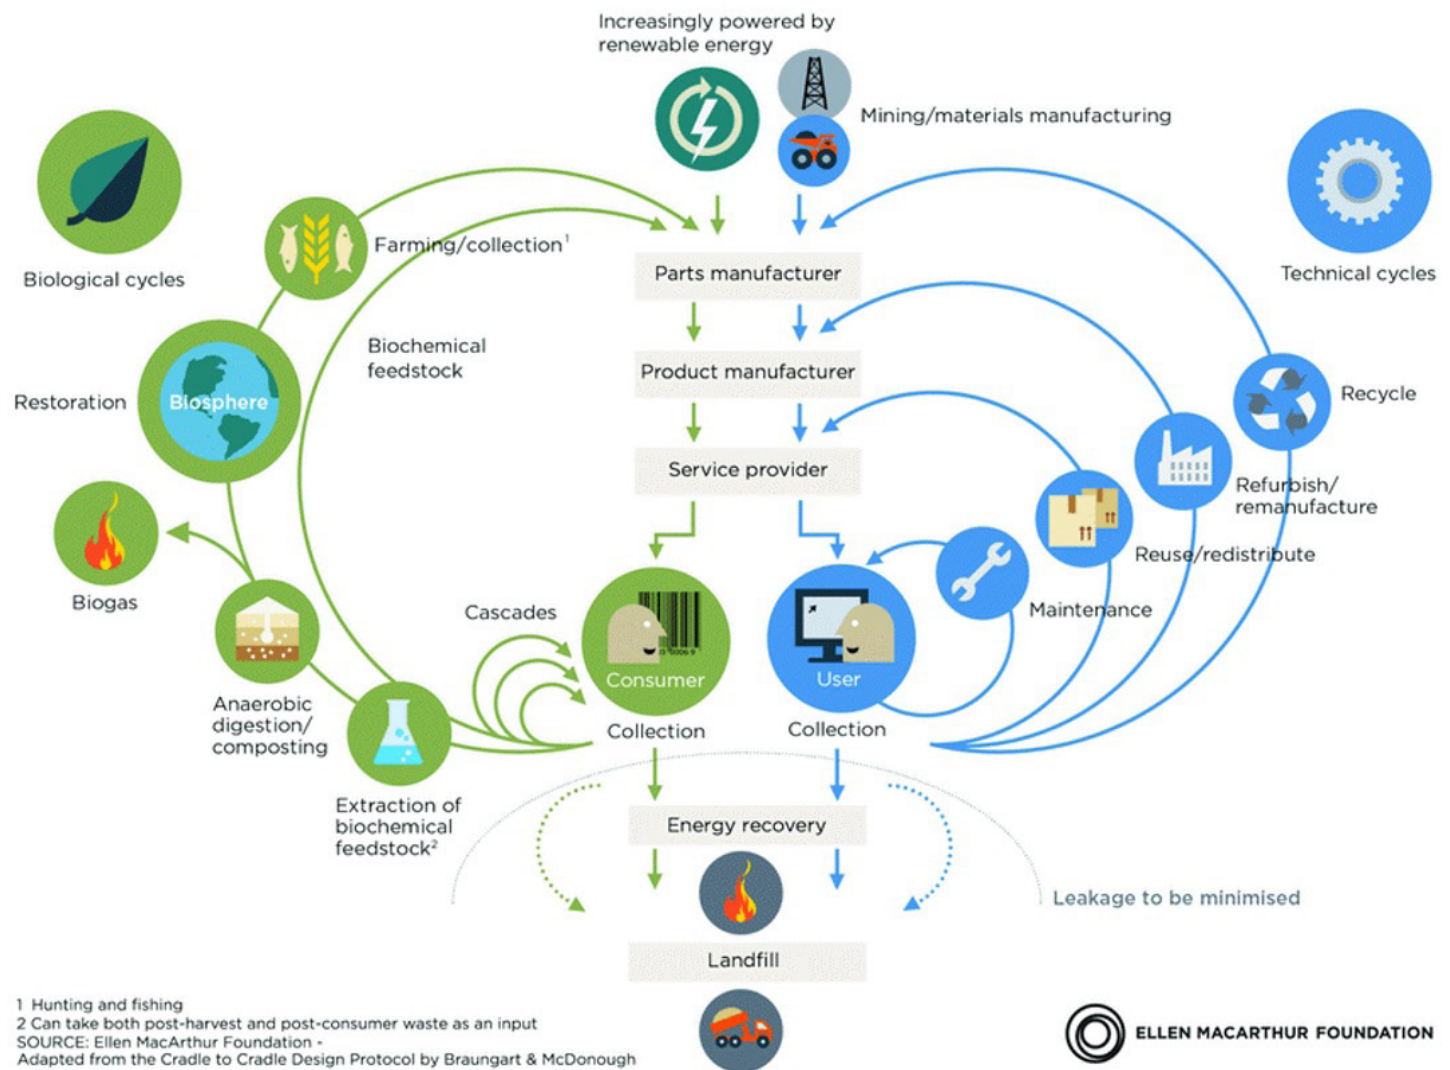 Increasingly powered by
renewable energy
Mining/materials manufacturing
Biological cycles
Farming/collection¹
Technical cycles
Parts manufacturer
Biochemical
feedstock
Product manufacturer
Restoration
Biosphere
Recycle
Service provider
Refurbish/
remanufacture
Reuse/redistribute
Biogas
Cascades
Maintenance
Consumer
User
Anaerobic
digestion/
composting
Collection
Collection
Extraction of
biochemical
feedstock²
Energy recovery
Leakage to be minimised
Landfill
1 Hunting and fishing
2 Can take both post-harvest and post-consumer waste as an input
SOURCE: Ellen MacArthur Foundation -
Adapted from the Cradle to Cradle Design Protocol by Braungart & McDonough
ELLEN MACARTHUR FOUNDATION